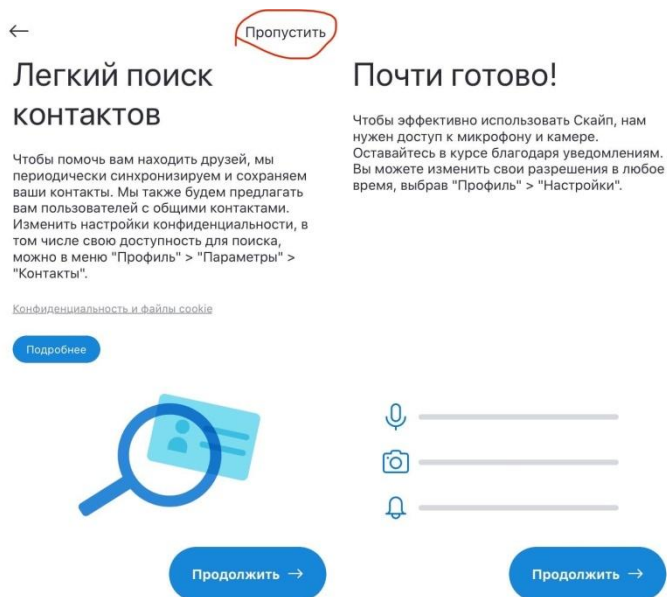 Пропустить
Легкий поиск
контактов
Чтобы помочь вам находить друзей, мы
периодически синхронизируем и сохраняем
ваши контакты. Мы также будем предлагать
вам пользователей с общими контактами.
Изменить настройки конфиденциальности, в
том числе свою доступность для поиска,
можно в меню "Профиль" > "Параметры" >
"Контакты".
Конфиденциальность и файлы cookie
Подробнее
Продолжить →
Почти готово!
Чтобы эффективно использовать Скайп, нам
нужен доступ к микрофону и камере.
Оставайтесь в курсе благодаря уведомлениям.
Вы можете изменить свои разрешения в любое
время, выбрав "Профиль" > "Настройки".
Продолжить →